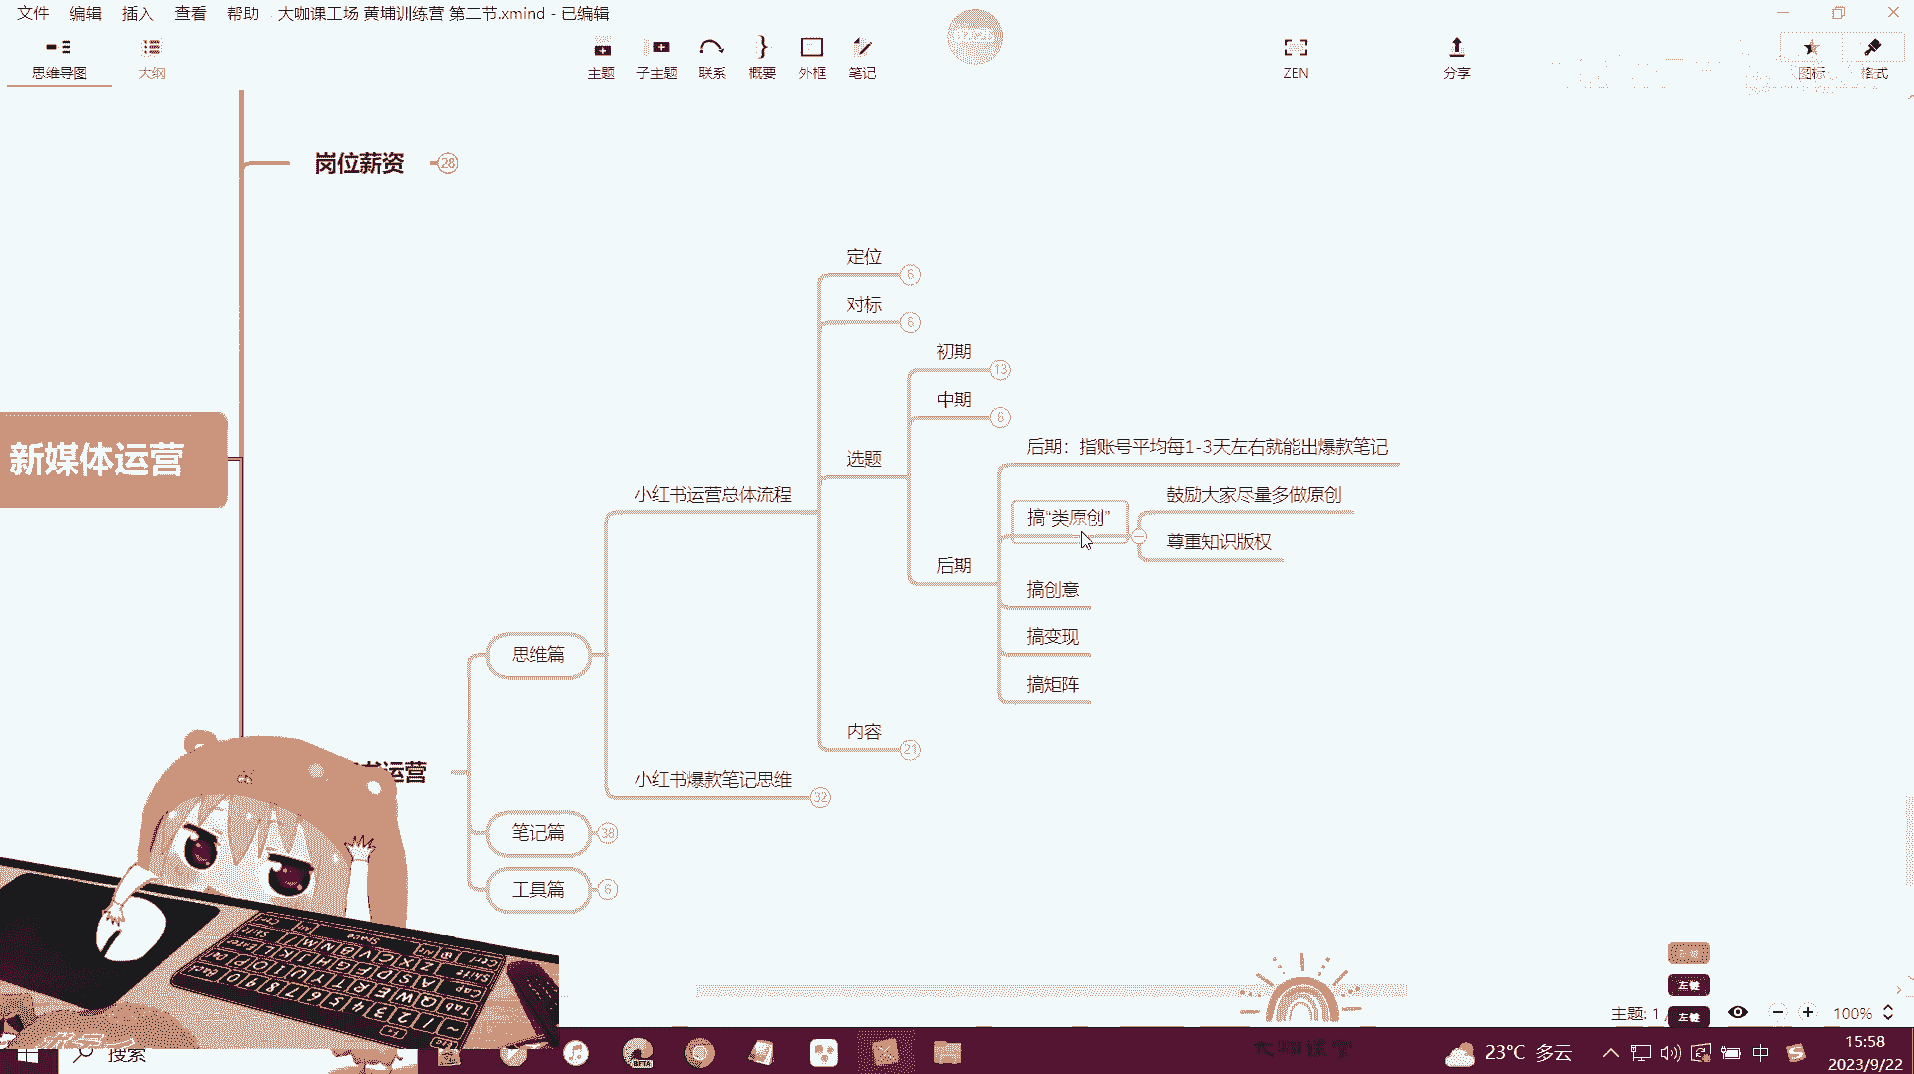 文件 编辑 插入 查看 帮助 大咖课工场 黄埔训练营 第二节.xmind - 已编辑
思维导图 大纲 主题 子主题 联系 概要 外框 笔记 ZEN 分享 图标 格式
岗位薪资 28
定位 6
对标 6
初期 13
中期 6
后期：指账号平均每1-3天左右就能出爆款笔记
新媒体运营
选题
小红书运营总体流程
鼓励大家尽量多做原创
搞“类原创”
尊重知识版权
后期
搞创意
搞变现
思维篇
搞矩阵
内容 21
运营
小红书爆款笔记思维 32
笔记篇 38
工具篇 6
左键
左键
主题: 1 / 100%
搜索
BETA
23°C 多云
中
15:58
2023/9/22